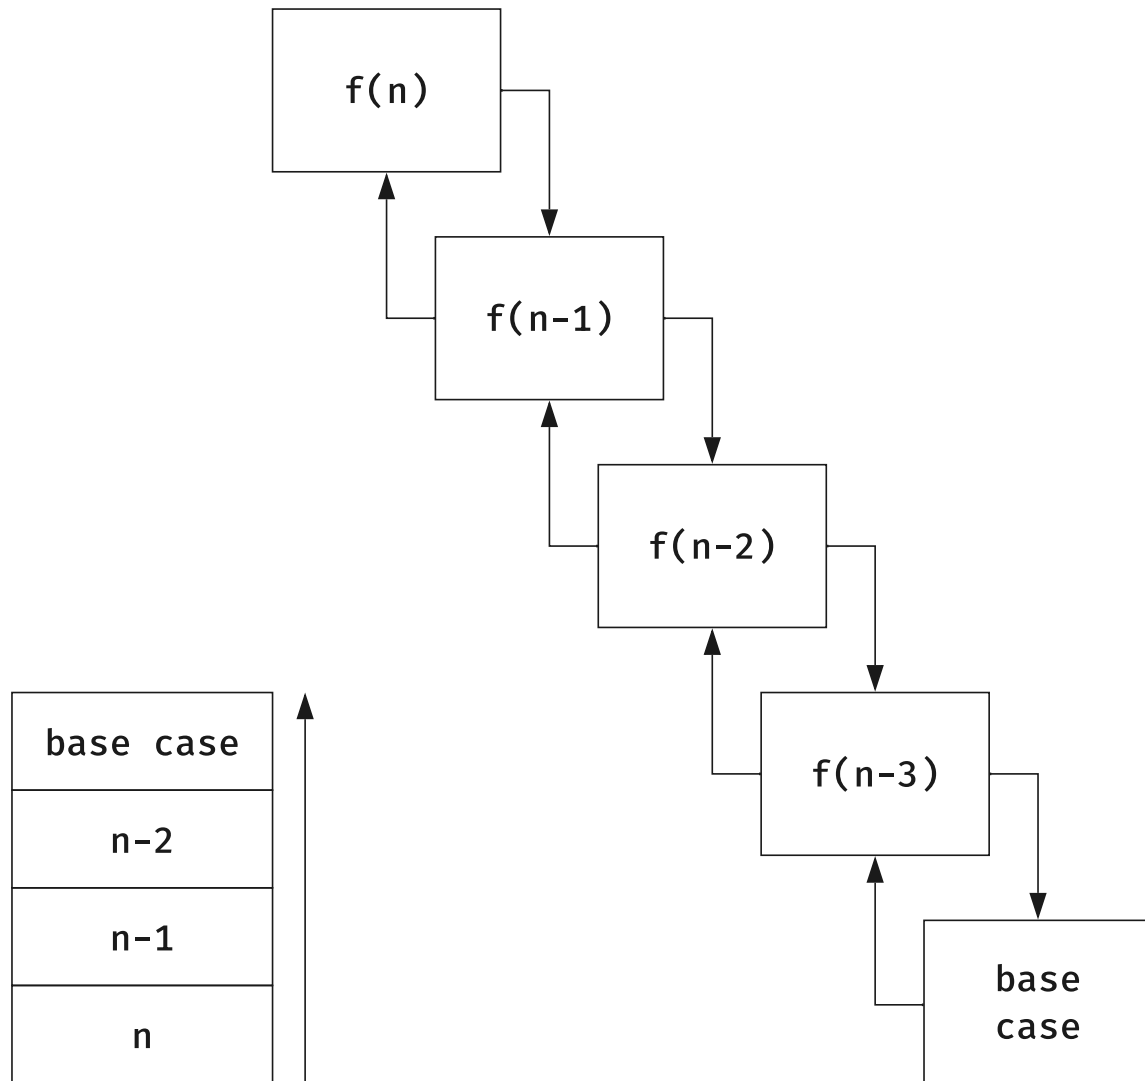 f(n)
f(n-1)
f(n-2)
f(n-3)
base
case
base case
n-2
n-1
n